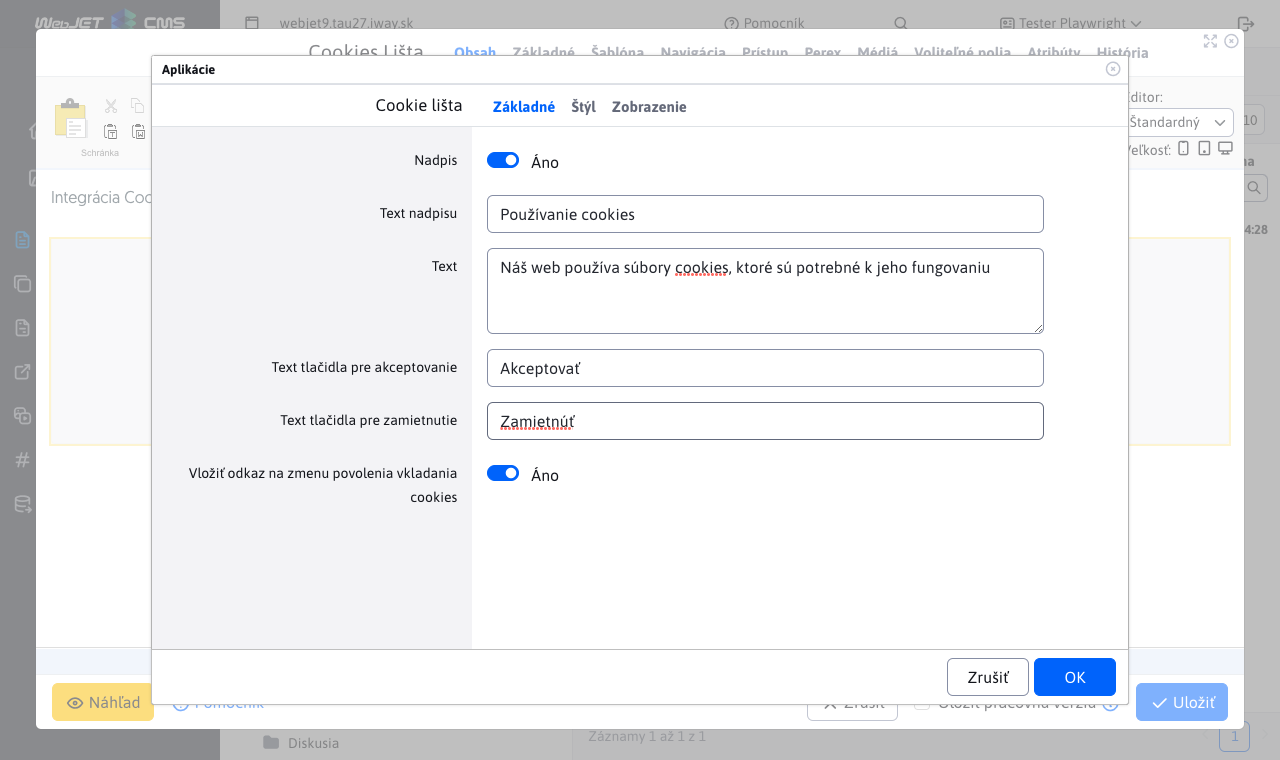 WebJET CMS
webjet9.tau27.iway.sk
Pomocník
Tester Playwright
Cookies Lišta
Obsah Základné Šablóna Navigácia Prístup Perex Médiá Voliteľné polia Atribúty História
Aplikácie
Cookie lišta
Základné Štýl Zobrazenie
Schránka
Editor:
Štandardný
10
Veľkosť:
Integrácia Coo
4:28
Nadpis
Áno
Text nadpisu
Používanie cookies
Text
Náš web používa súbory cookies, ktoré sú potrebné k jeho fungovaniu
Text tlačidla pre akceptovanie
Akceptovať
Text tlačidla pre zamietnutie
Zamietnúť
Vložiť odkaz na zmenu povolenia vkladania
cookies
Áno
Zrušiť
OK
Náhľad
Pomocník
Zrušiť
Uložiť pracovnú verziu
Uložiť
Diskusia
Záznamy 1 až 1 z 1
1